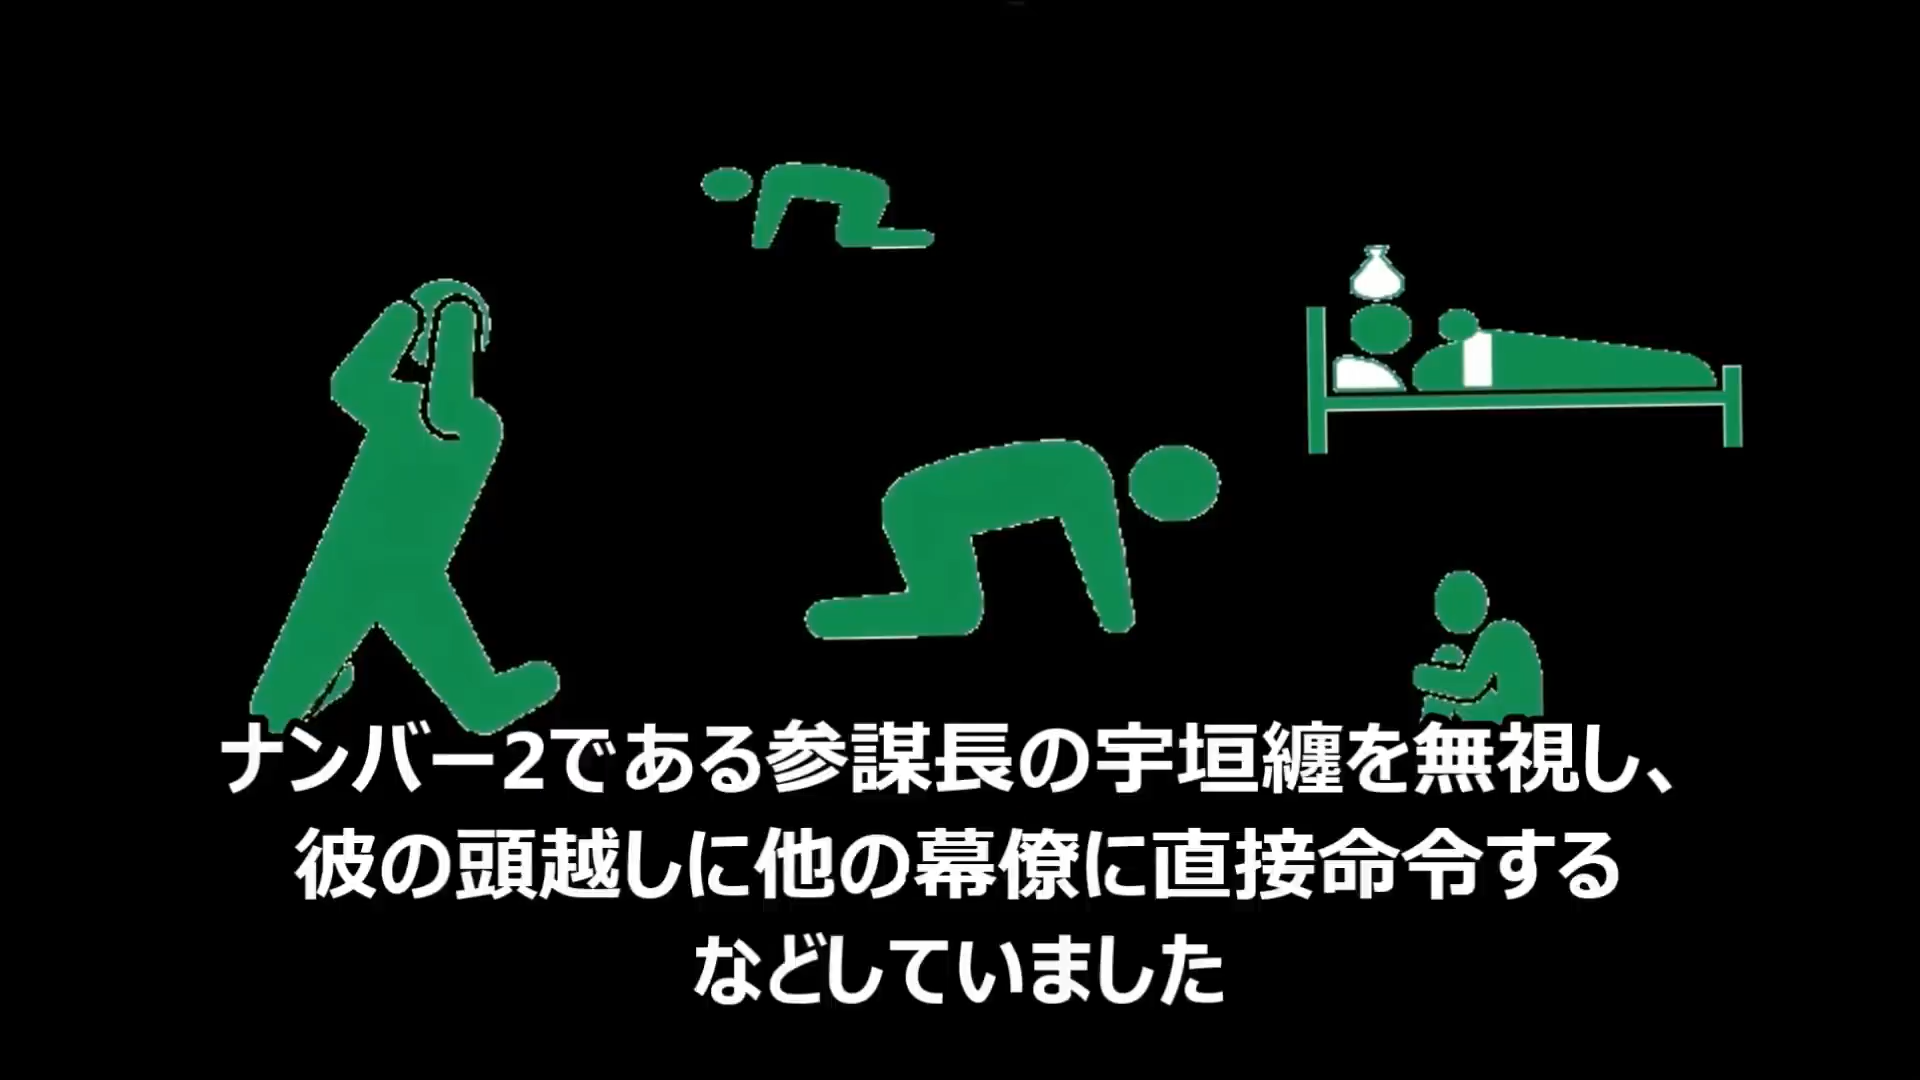 ナンバー2である参謀長の宇垣纏を無視し、
彼の頭越しに他の幕僚に直接命令する
などしていました